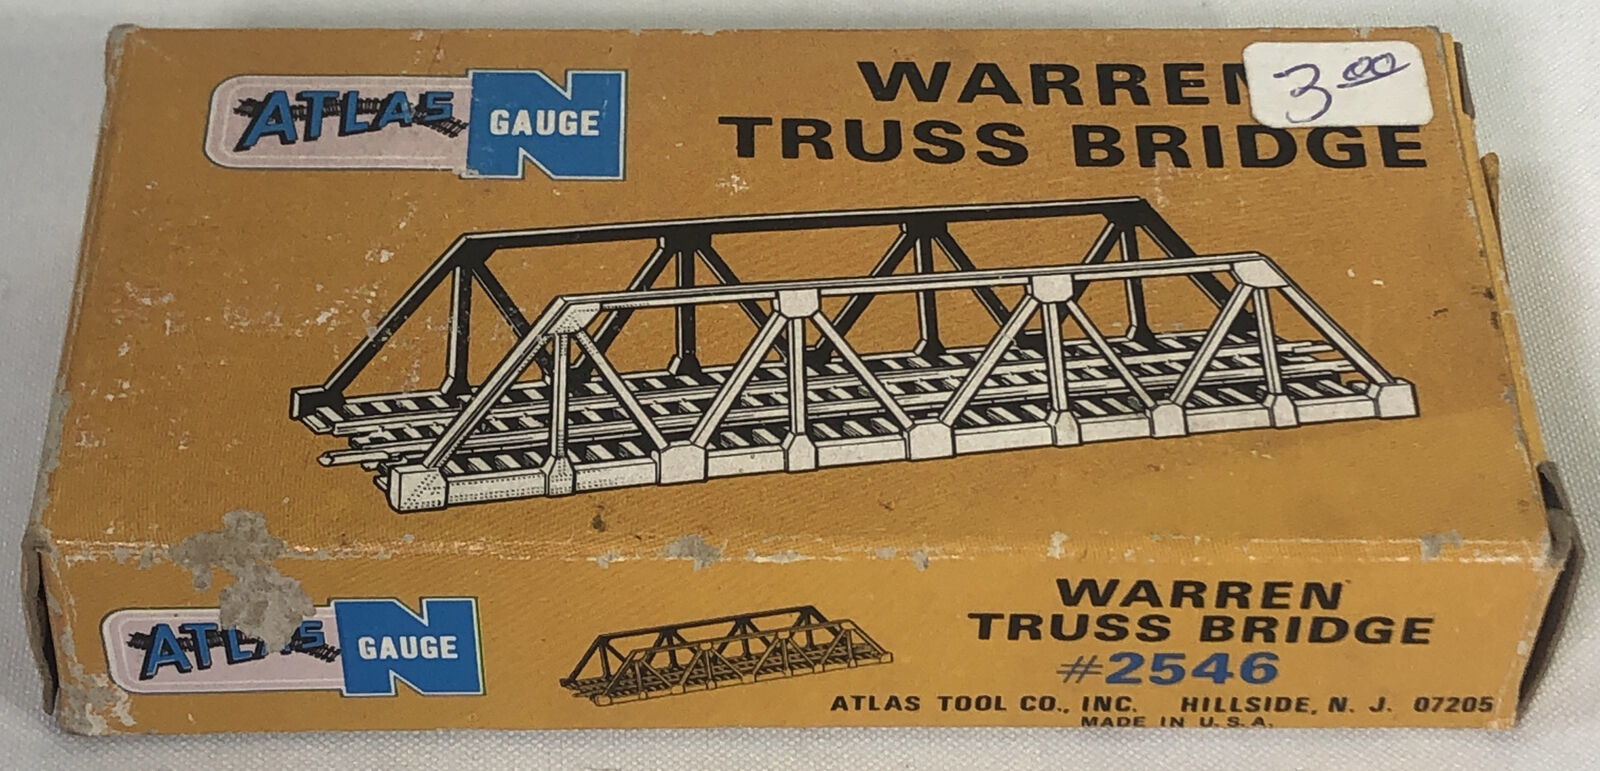 ATLAS N GAUGE
WARREN
3.00
TRUSS BRIDGE
ATLAS N GAUGE
WARREN
TRUSS BRIDGE
#2546
ATLAS TOOL CO., INC. HILLSIDE, N. J. 07205
MADE IN U.S.A.